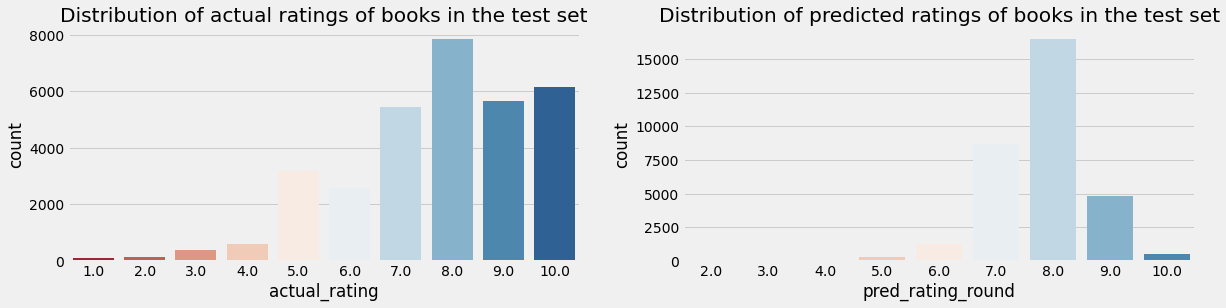 Distribution of actual ratings of books in the test set
8000
6000
4000
2000
0
count
1.0 2.0 3.0 4.0 5.0 6.0 7.0 8.0 9.0 10.0
actual_rating
Distribution of predicted ratings of books in the test set
15000
12500
10000
7500
5000
2500
0
count
2.0 3.0 4.0 5.0 6.0 7.0 8.0 9.0 10.0
pred_rating_round